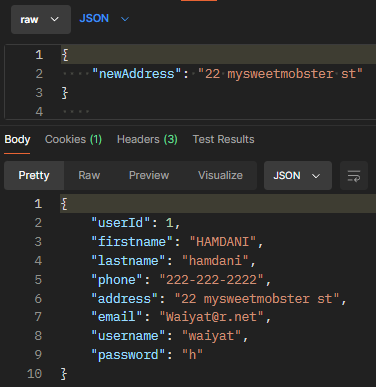 raw JSON
1 {
2 "newAddress": "22 mysweetmobster st"
3 }
4
Body Cookies (1) Headers (3) Test Results
Pretty Raw Preview Visualize JSON
1 {
2 "userId": 1,
3 "firstname": "HAMDANI",
4 "lastname": "hamdani",
5 "phone": "222-222-2222",
6 "address": "22 mysweetmobster st",
7 "email": "Waiyat@r.net",
8 "username": "waiyat",
9 "password": "h"
10 }